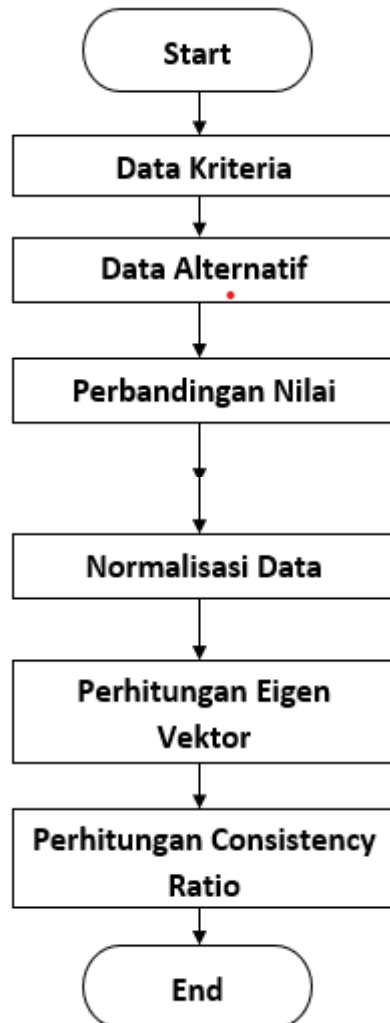 Start
Data Kriteria
Data Alternatif
Perbandingan Nilai
Normalisasi Data
Perhitungan Eigen
Vektor
Perhitungan Consistency
Ratio
End